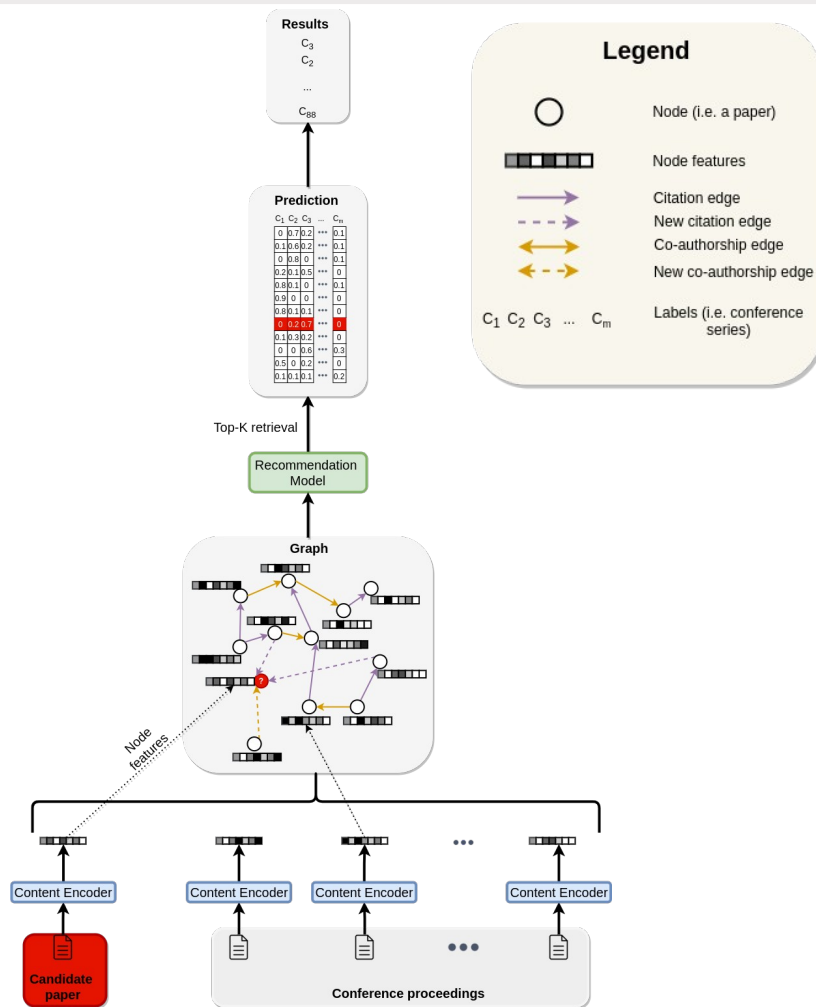 Results
C3
C2
...
C88
Prediction
C1 C2 C3 ... Cm
0 0.7 0.2 ••• 0.1
0.1 0.6 0.2 ••• 0.1
0 0.8 0 ••• 0.1
0.2 0.1 0.5 ••• 0
0.8 0.1 0 ••• 0.1
0.9 0 0 ••• 0
0.8 0.1 0.1 ••• 0
0 0.2 0.7 ••• 0
0.1 0.3 0.2 ••• 0
0 0 0.6 ••• 0.3
0.5 0 0.2 ••• 0
0.1 0.1 0.1 ••• 0.2
Top-K retrieval
Recommendation
Model
Graph
?
Node
features
•••
Content Encoder
Content Encoder
Content Encoder
Content Encoder
Candidate
paper
•••
Conference proceedings
Legend
Node (i.e. a paper)
Node features
Citation edge
New citation edge
Co-authorship edge
New co-authorship edge
C1 C2 C3 ... Cm
Labels (i.e. conference
series)